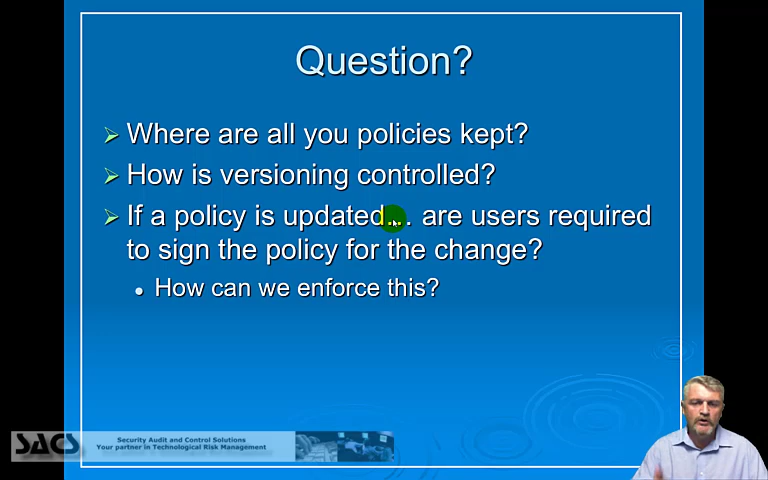 Question?
Where are all you policies kept?
How is versioning controlled?
If a policy is updated... are users required
to sign the policy for the change?
How can we enforce this?
SACS
Security Audit and Control Solutions
Your partner in Technological Risk Management